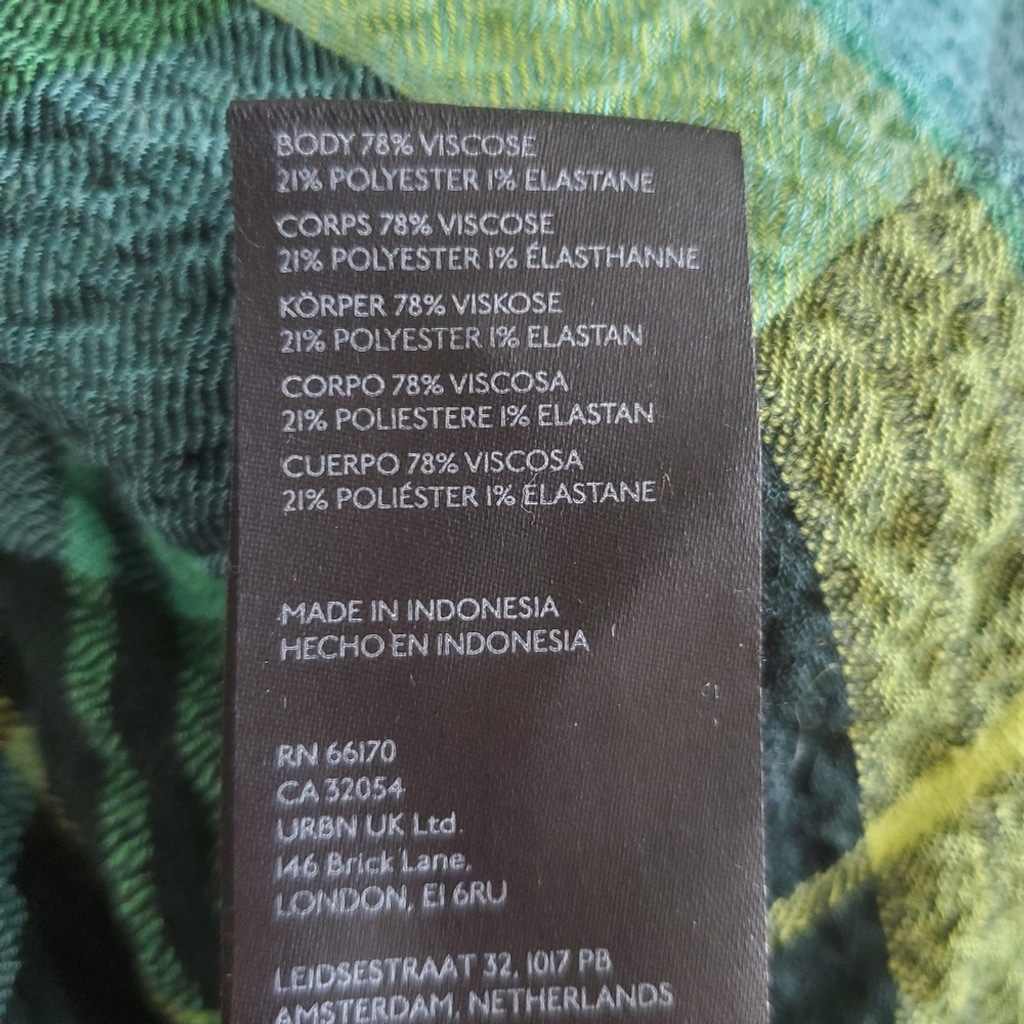 BODY 78% VISCOSE
21% POLYESTER 1% ELASTANE
CORPS 78% VISCOSE
21% POLYESTER 1% ÉLASTHANNE
KÖRPER 78% VISKOSE
21% POLYESTER 1% ELASTAN
CORPO 78% VISCOSA
21% POLIESTERE 1% ELASTAN
CUERPO 78% VISCOSA
21% POLIÉSTER 1% ELASTANE
MADE IN INDONESIA
HECHO EN INDONESIA
RN 66170
CA 32054
URBN UK Ltd.
146 Brick Lane,
LONDON, E1 6RU
LEIDSESTRAAT 32, 1017 PB
AMSTERDAM, NETHERLANDS